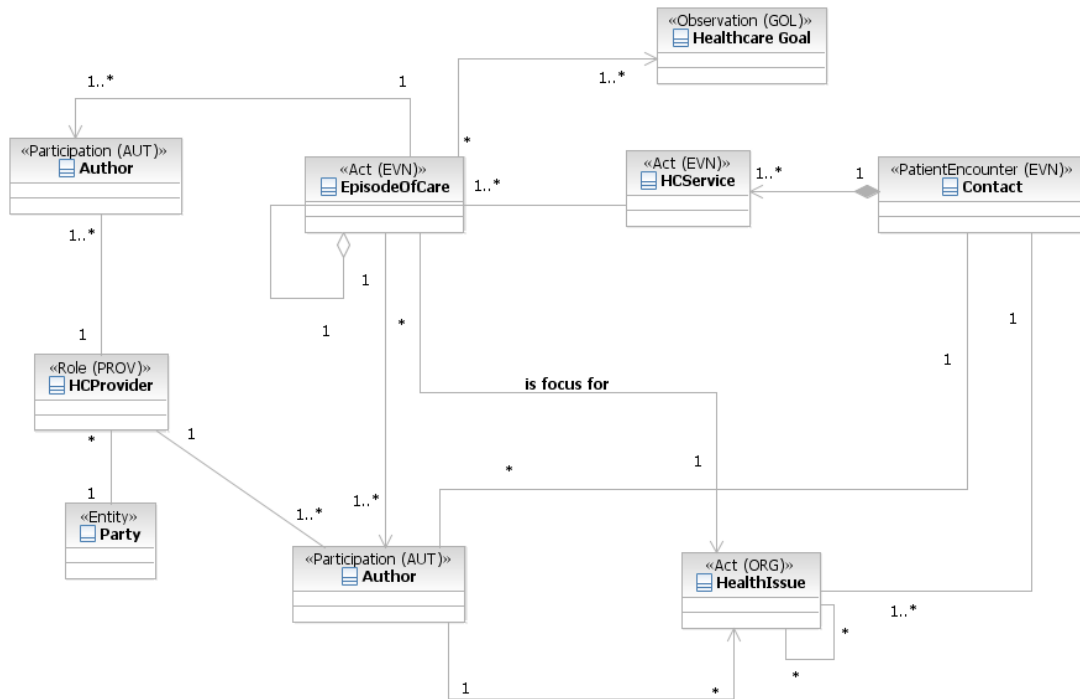 «Observation (GOL)»
Healthcare Goal
1..*
1
1..*
*
«Participation (AUT)»
Author
«Act (EVN)»
EpisodeOfCare
1..*
«Act (EVN)»
HCService
1..*
1
«PatientEncounter (EVN)»
Contact
1..*
1
1
*
1
1
1
«Role (PROV)»
HCProvider
is focus for
*
1
1
*
1
1..*
1..*
«Entity»
Party
«Participation (AUT)»
Author
«Act (ORG)»
HealthIssue
1..*
*
*
1
*